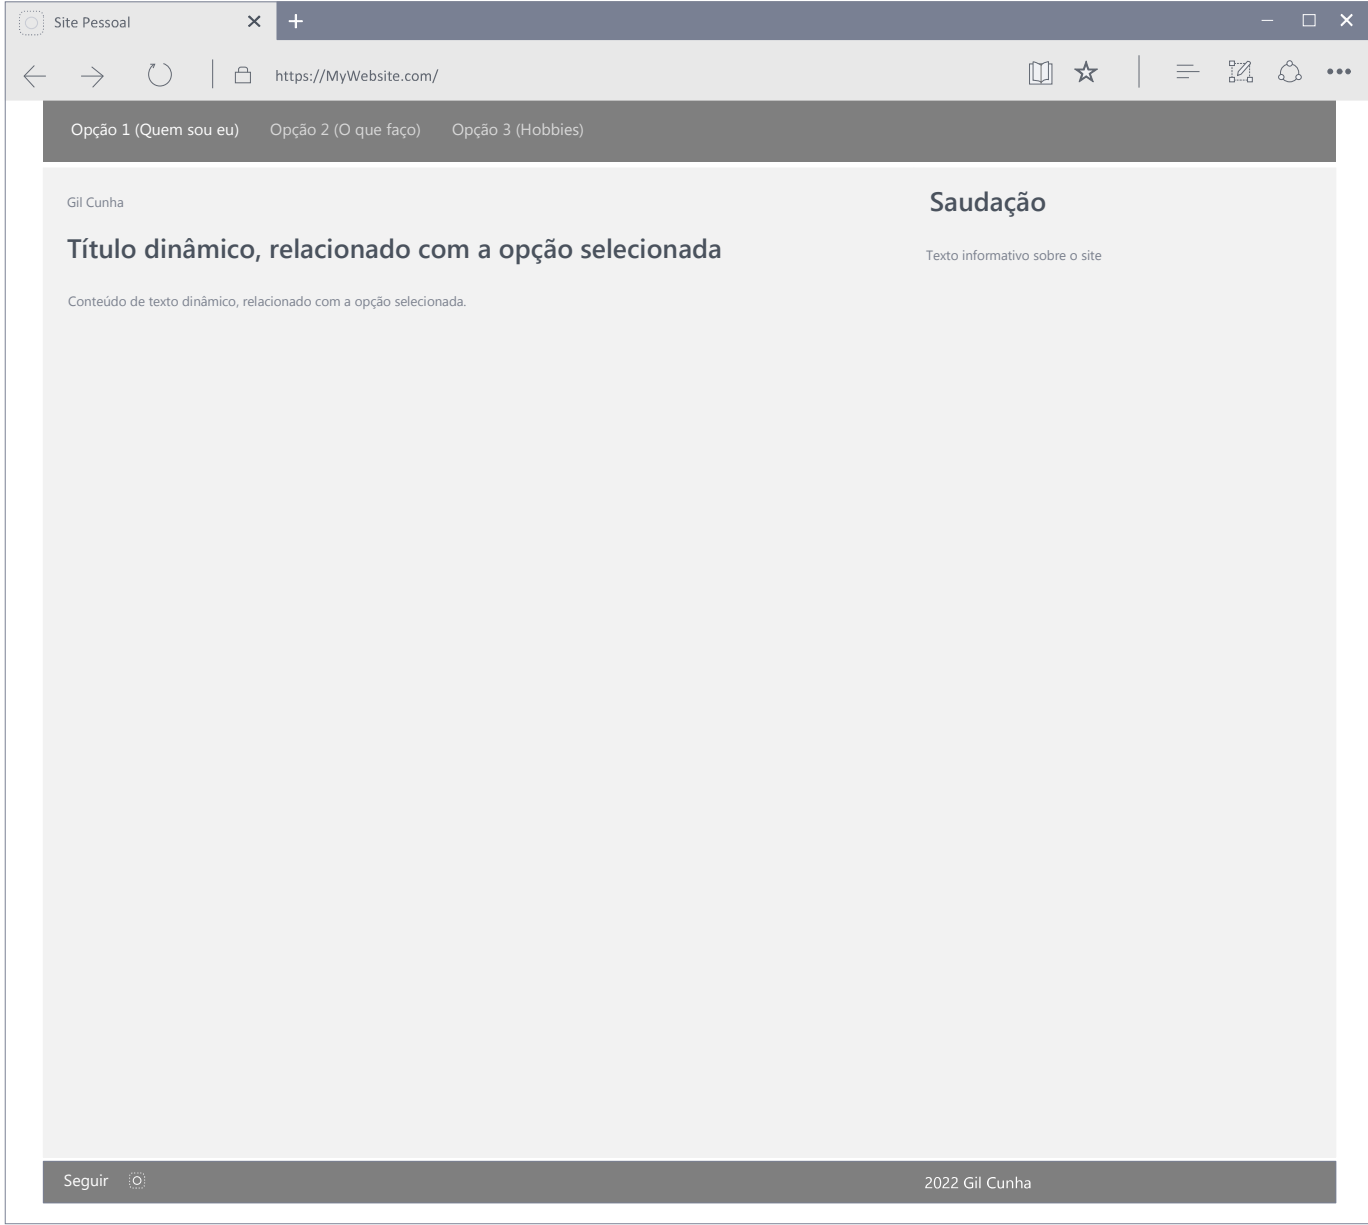 Site Pessoal
https://MyWebsite.com/
Opção 1 (Quem sou eu) Opção 2 (O que faço) Opção 3 (Hobbies)
Gil Cunha
Título dinâmico, relacionado com a opção selecionada
Conteúdo de texto dinâmico, relacionado com a opção selecionada.
Saudação
Texto informativo sobre o site
Seguir
2022 Gil Cunha